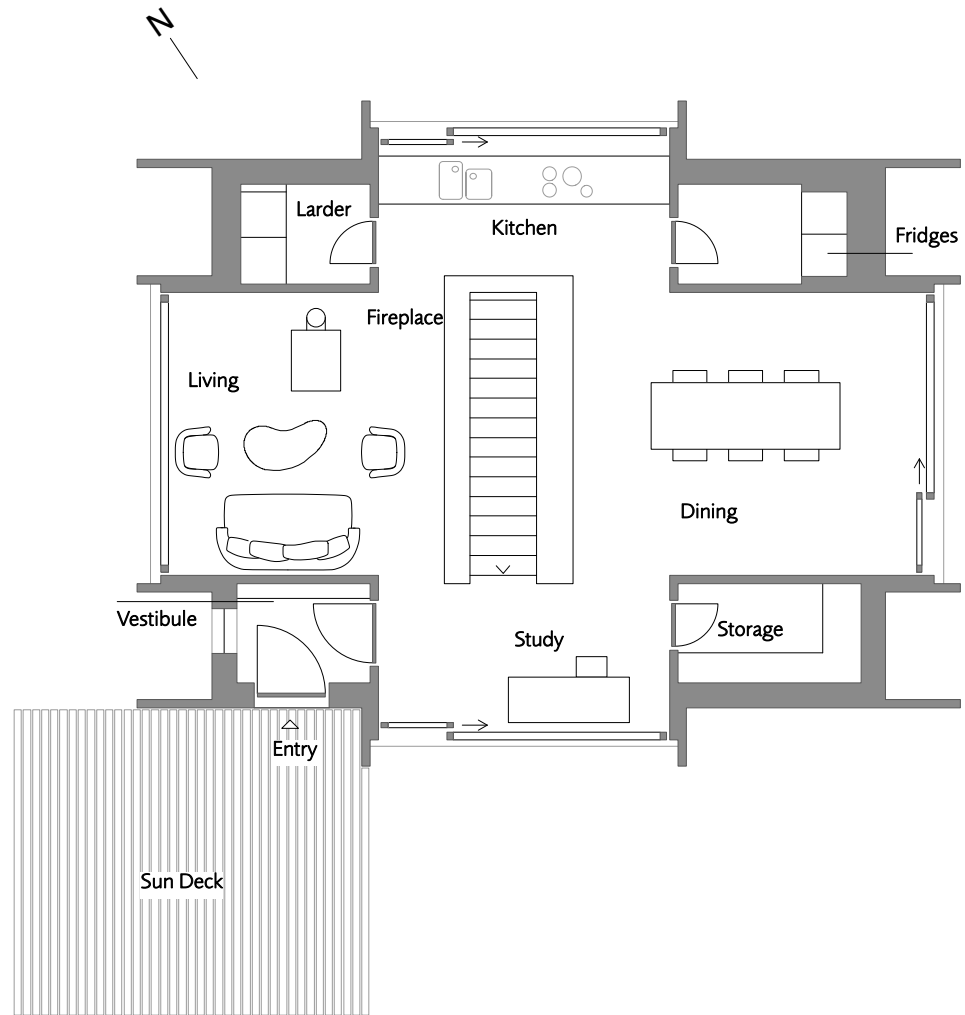 N
Larder
Kitchen
Fridges
Fireplace
Living
Dining
Vestibule
Study
Storage
Entry
Sun Deck